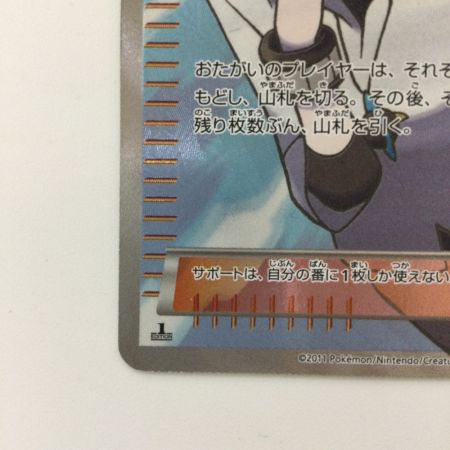 おたがいのプレイヤーは、それぞ
もどし、山札を切る。その後、そ
残り枚数ぶん、山札を引く。
サポートは、自分の番に1枚しか使えない
1
EDITION
©2011 Pokémon/Nintendo/Creatu